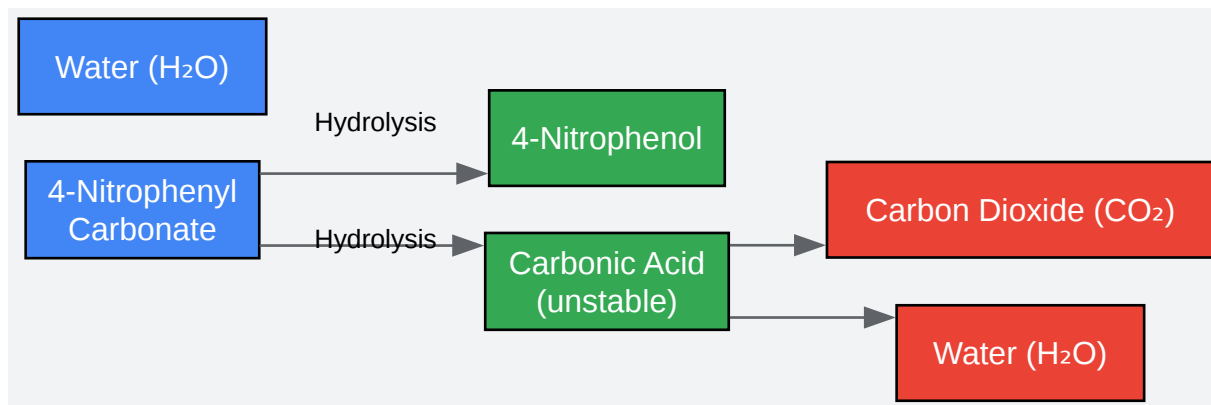 Water (H₂O)
Hydrolysis
4-Nitrophenol
4-Nitrophenyl
Carbonate
Hydrolysis
Carbonic Acid
(unstable)
Carbon Dioxide (CO₂)
Water (H₂O)